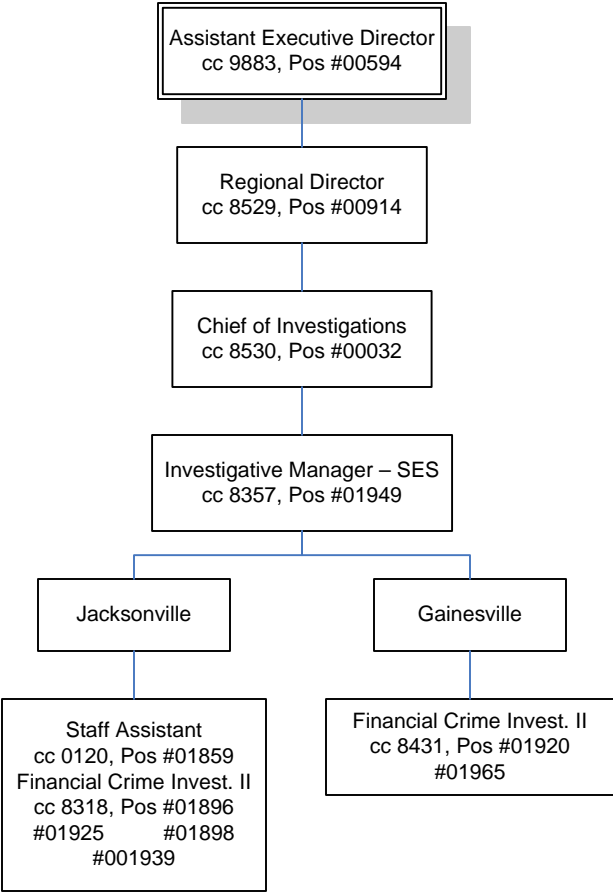 Assistant Executive Director
cc 9883, Pos #00594
Regional Director
cc 8529, Pos #00914
Chief of Investigations
cc 8530, Pos #00032
Investigative Manager – SES
cc 8357, Pos #01949
Jacksonville
Gainesville
Staff Assistant
cc 0120, Pos #01859
Financial Crime Invest. II
cc 8318, Pos #01896
#01925 #01898
#001939
Financial Crime Invest. II
cc 8431, Pos #01920
#01965